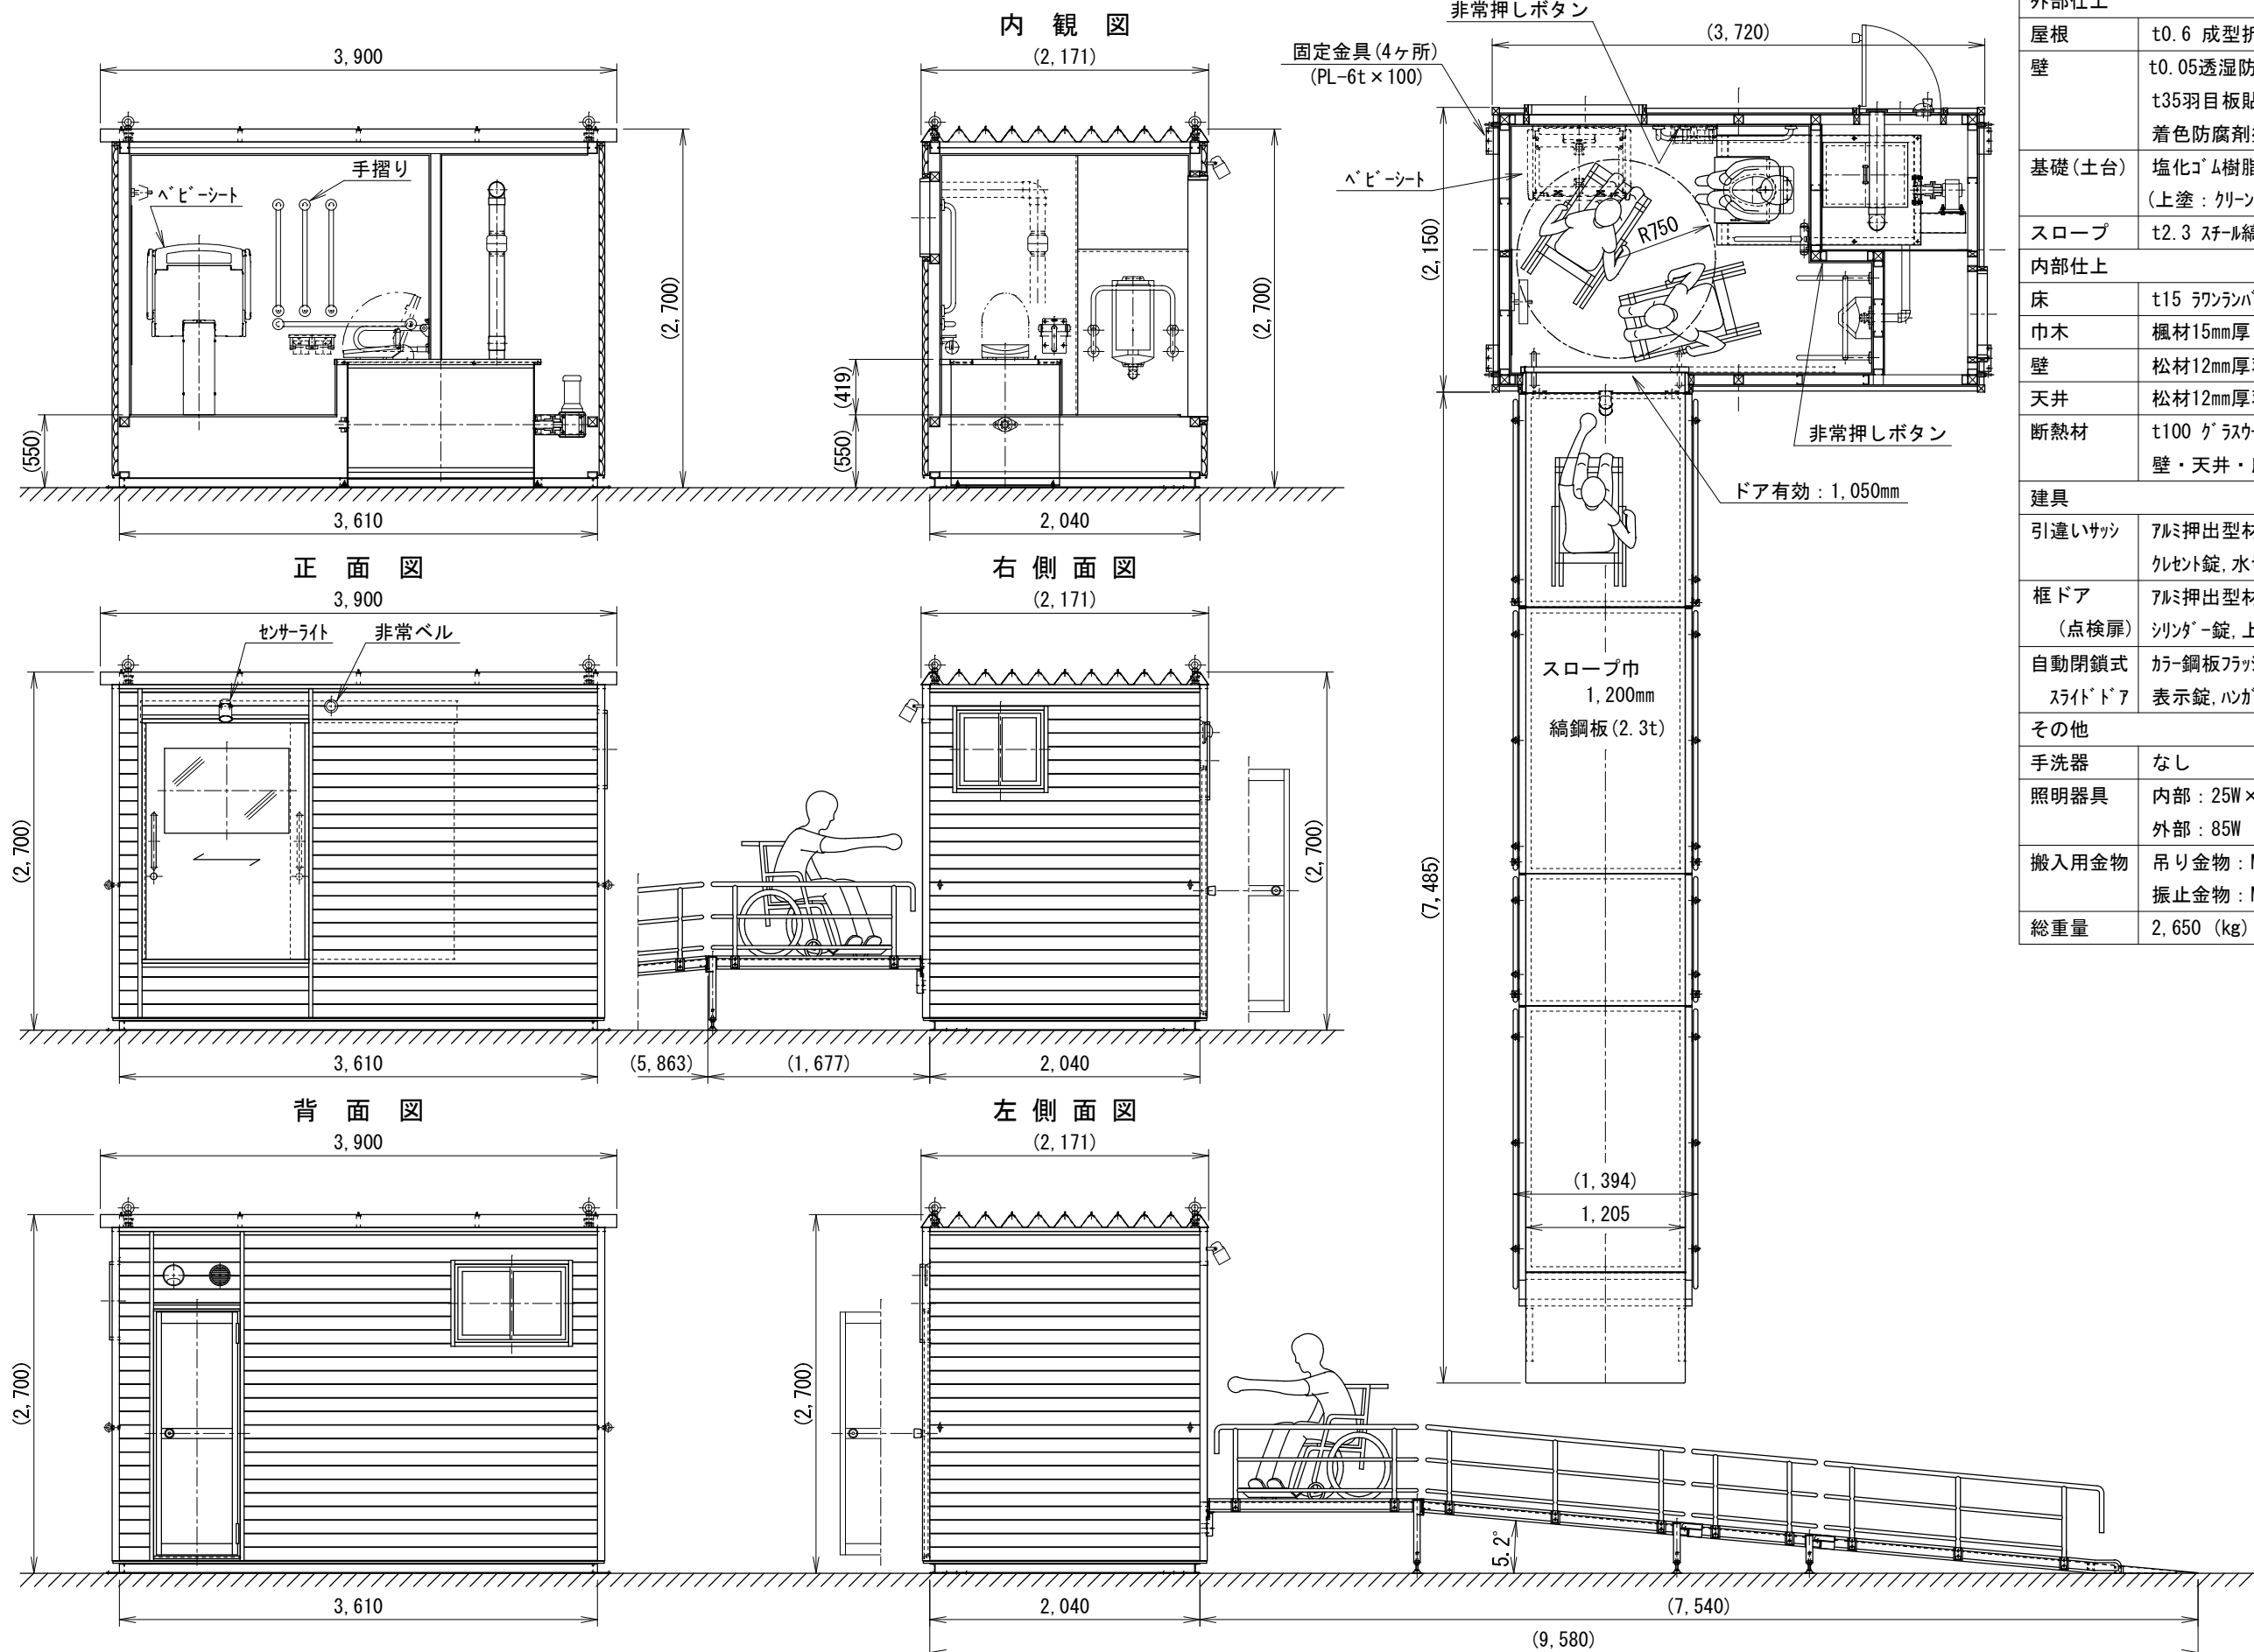 内観図
3,900
(2,171)
手摺り
ベビーシート
(2,700)
(550)
(419)
(550)
(2,700)
3,610
2,040
非常押しボタン
固定金具(4ヶ所)
(PL-6t×100)
(3,720)
ベビーシート
(2,150)
R750
非常押しボタン
ドア有効：1,050mm
スロープ巾
1,200mm
縞鋼板(2.3t)
(7,485)
(1,394)
1,205
正面図
3,900
センサーライト
非常ベル
(2,700)
3,610
右側面図
(2,171)
(2,700)
(5,863)
(1,677)
2,040
背面図
3,900
(2,700)
3,610
左側面図
(2,171)
(2,700)
5.2°
2,040
(7,540)
(9,580)
外部仕上
屋根 t0.6 成型折
壁 t0.05透湿防
t35羽目板貼
着色防腐剤
基礎(土台) 塩化ゴム樹脂
(上塗：クリーン
スロープ t2.3 スチール縞
内部仕上
床 t15 ラワンランバ
巾木 楓材15mm厚
壁 松材12mm厚
天井 松材12mm厚
断熱材 t100 グラスウー
壁・天井・
建具
引違いサッシ アルミ押出型材
クレセント錠,水
框ドア アルミ押出型材
(点検扉) シリンダー錠,上
自動閉鎖式 カラー鋼板フラッシ
スライドドア 表示錠,ハンガ
その他
手洗器 なし
照明器具 内部：25W×
外部：85W
搬入用金物 吊り金物：M
振止金物：M
総重量 2,650 (kg)